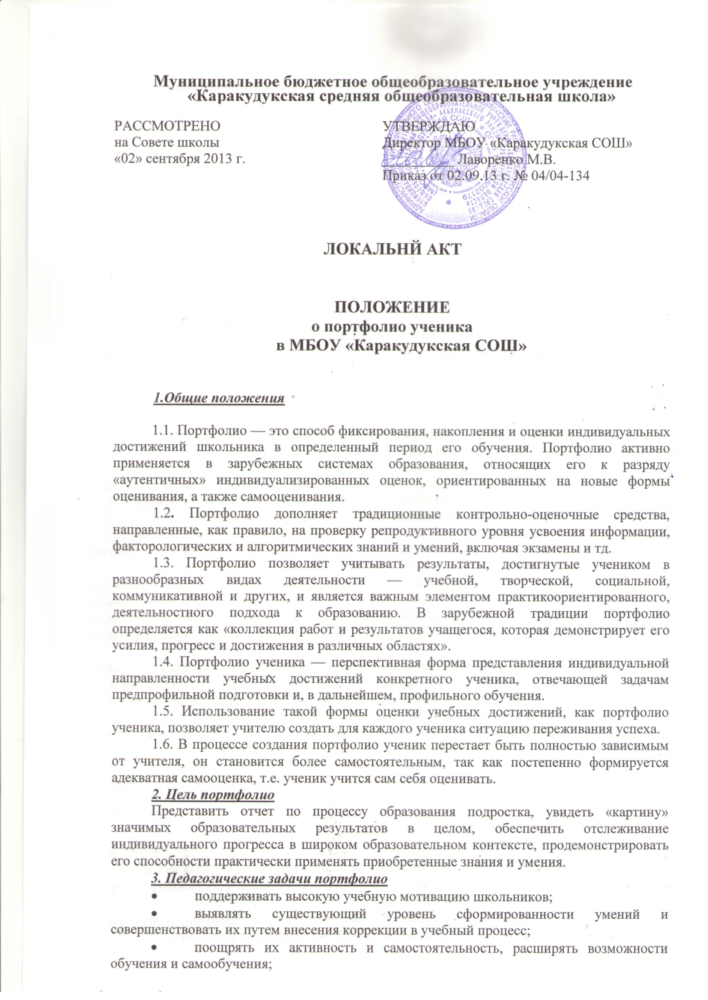 Муниципальное бюджетное общеобразовательное учреждение
«Каракудукская средняя общеобразовательная школа»
РАССМОТРЕНО
на Совете школы
«02» сентября 2013 г.
УТВЕРЖДАЮ
Директор МБОУ «Каракудукская СОШ»
__________ Лаворенко М.В.
Приказ от 02.09.13 г. № 04/04-134
ЛОКАЛЬНЙ АКТ
ПОЛОЖЕНИЕ
о портфолио ученика
в МБОУ «Каракудукская СОШ»
1.Общие положения
1.1. Портфолио — это способ фиксирования, накопления и оценки индивидуальных
достижений школьника в определенный период его обучения. Портфолио активно
применяется в зарубежных системах образования, относящих его к разряду
«аутентичных» индивидуализированных оценок, ориентированных на новые формы
оценивания, а также самооценивания.
1.2. Портфолио дополняет традиционные контрольно-оценочные средства,
направленные, как правило, на проверку репродуктивного уровня усвоения информации,
факторологических и алгоритмических знаний и умений, включая экзамены и тд.
1.3. Портфолио позволяет учитывать результаты, достигнутые учеником в
разнообразных видах деятельности — учебной, творческой, социальной,
коммуникативной и других, и является важным элементом практикоориентированного,
деятельностного подхода к образованию. В зарубежной традиции портфолио
определяется как «коллекция работ и результатов учащегося, которая демонстрирует его
усилия, прогресс и достижения в различных областях».
1.4. Портфолио ученика — перспективная форма представления индивидуальной
направленности учебных достижений конкретного ученика, отвечающей задачам
предпрофильной подготовки и, в дальнейшем, профильного обучения.
1.5. Использование такой формы оценки учебных достижений, как портфолио
ученика, позволяет учителю создать для каждого ученика ситуацию переживания успеха.
1.6. В процессе создания портфолио ученик перестает быть полностью зависимым
от учителя, он становится более самостоятельным, так как постепенно формируется
адекватная самооценка, т.е. ученик учится сам себя оценивать.
2. Цель портфолио
Представить отчет по процессу образования подростка, увидеть «картину»
значимых образовательных результатов в целом, обеспечить отслеживание
индивидуального прогресса в широком образовательном контексте, продемонстрировать
его способности практически применять приобретенные знания и умения.
3. Педагогические задачи портфолио
• поддерживать высокую учебную мотивацию школьников;
• выявлять существующий уровень сформированности умений и
совершенствовать их путем внесения коррекции в учебный процесс;
• поощрять их активность и самостоятельность, расширять возможности
обучения и самообучения;